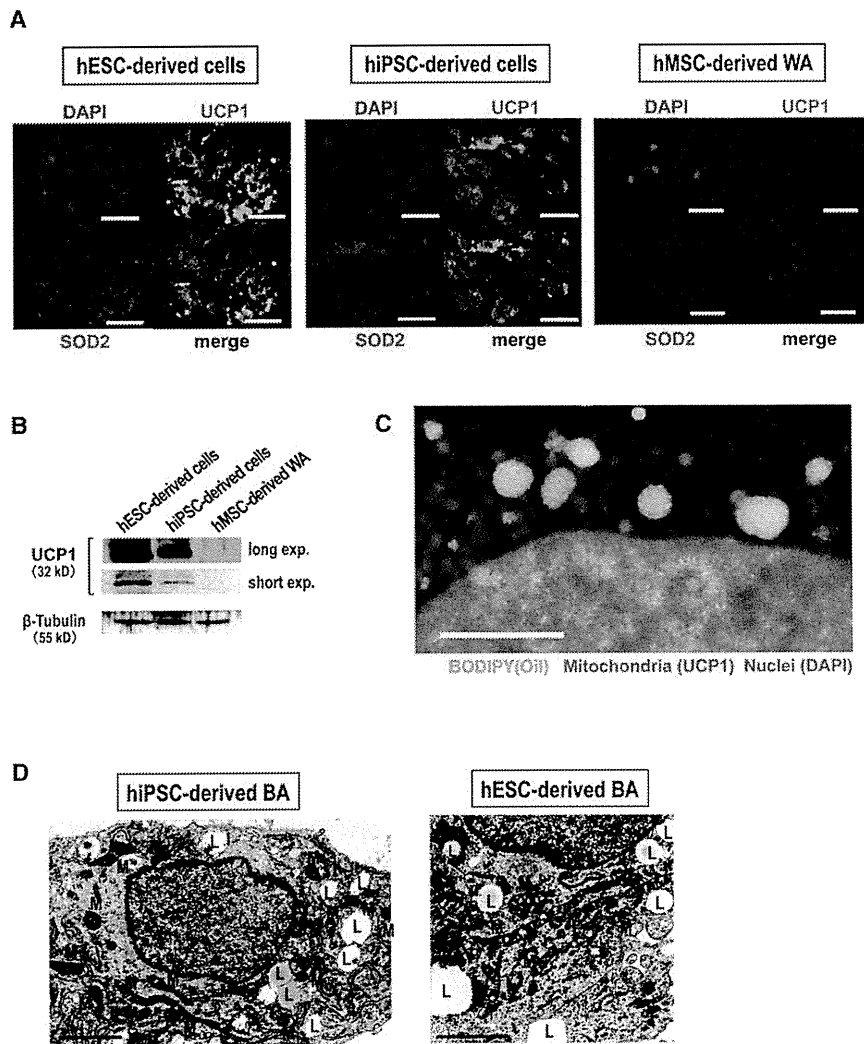 A
hESC-derived cells hiPSC-derived cells hMSC-derived WA
DAPI UCP1 DAPI UCP1 DAPI UCP1
SOD2 merge SOD2 merge SOD2 merge
B
hESC-derived cells
hiPSC-derived cells
hMSC-derived WA
UCP1
(32 kD)
long exp.
short exp.
β-Tubulin
(55 kD)
C
BODIPY(Oil) Mitochondria (UCP1) Nuclei (DAPI)
D
hiPSC-derived BA hESC-derived BA
L L L L L L L L
M
L L L L L L